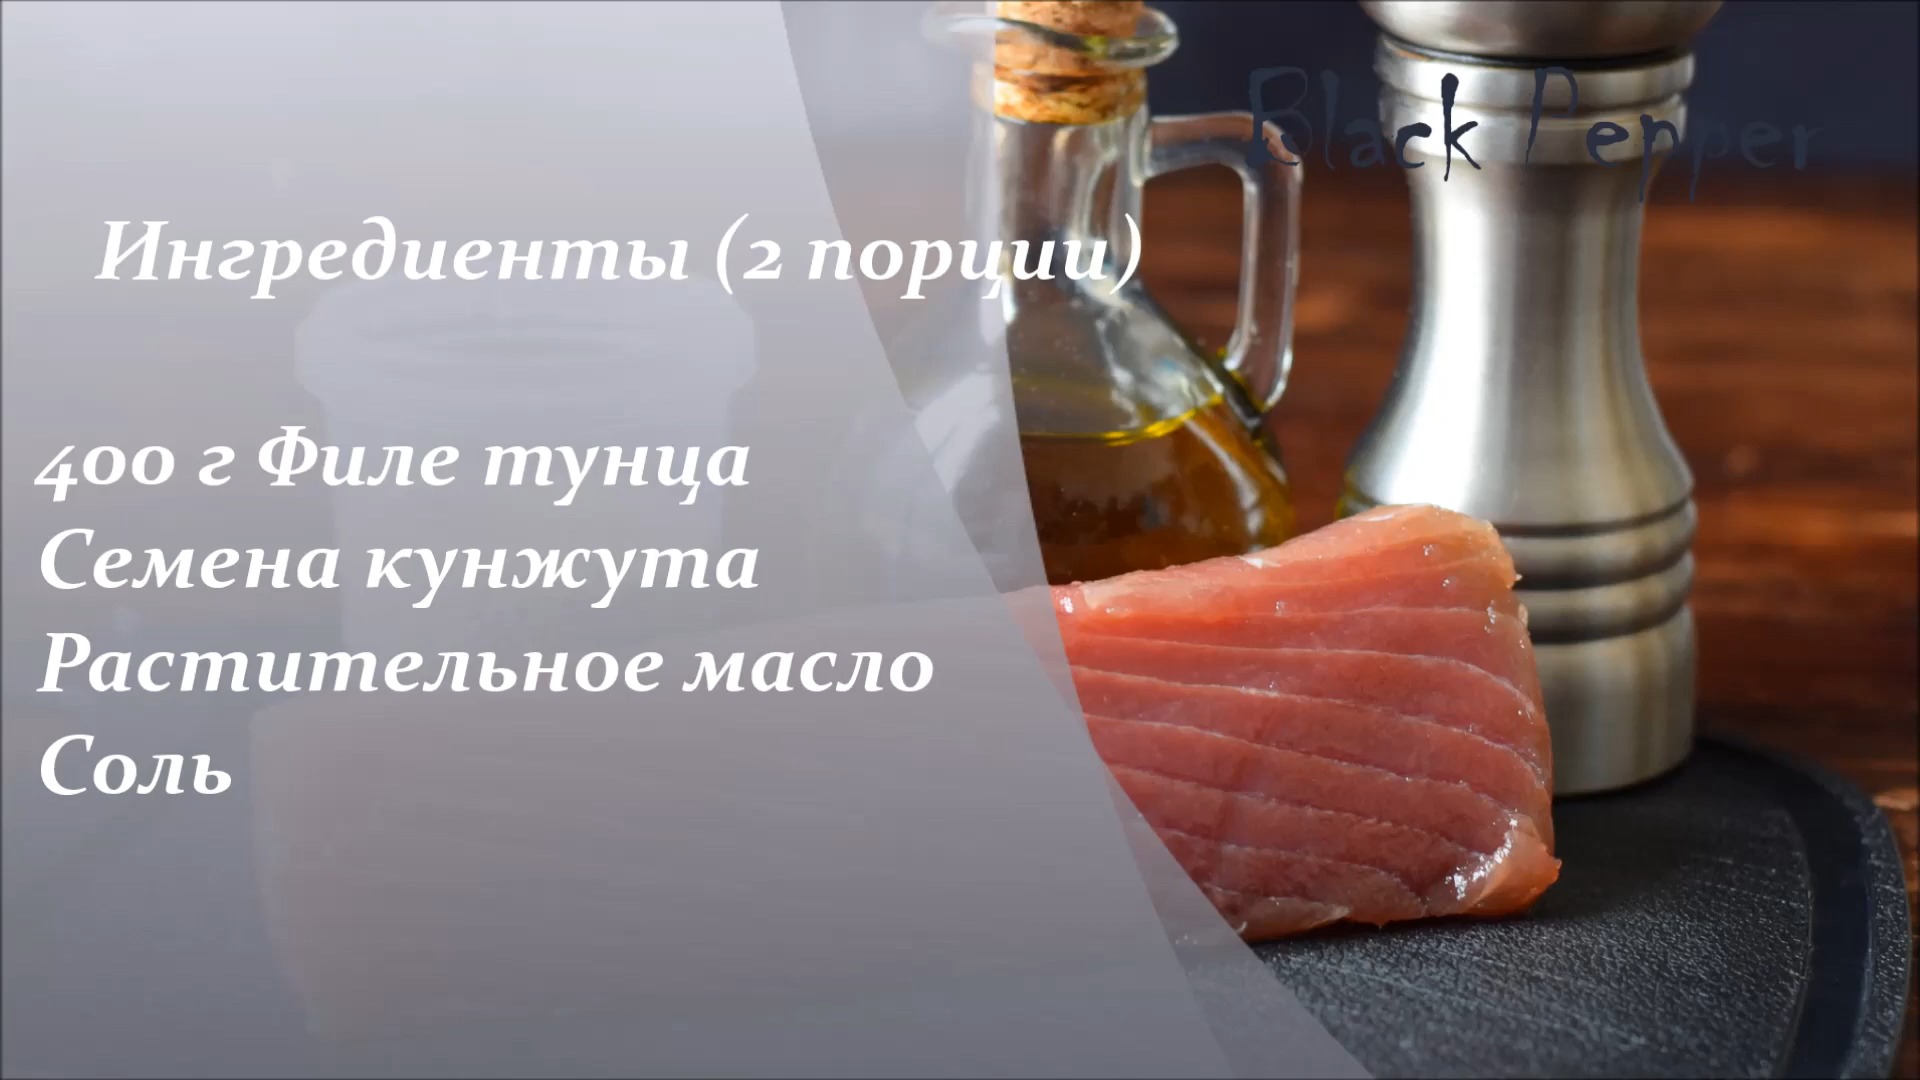 Black Pepper
Ингредиенты (2 порции)
400 г Филе тунца
Семена кунжута
Растительное масло
Соль